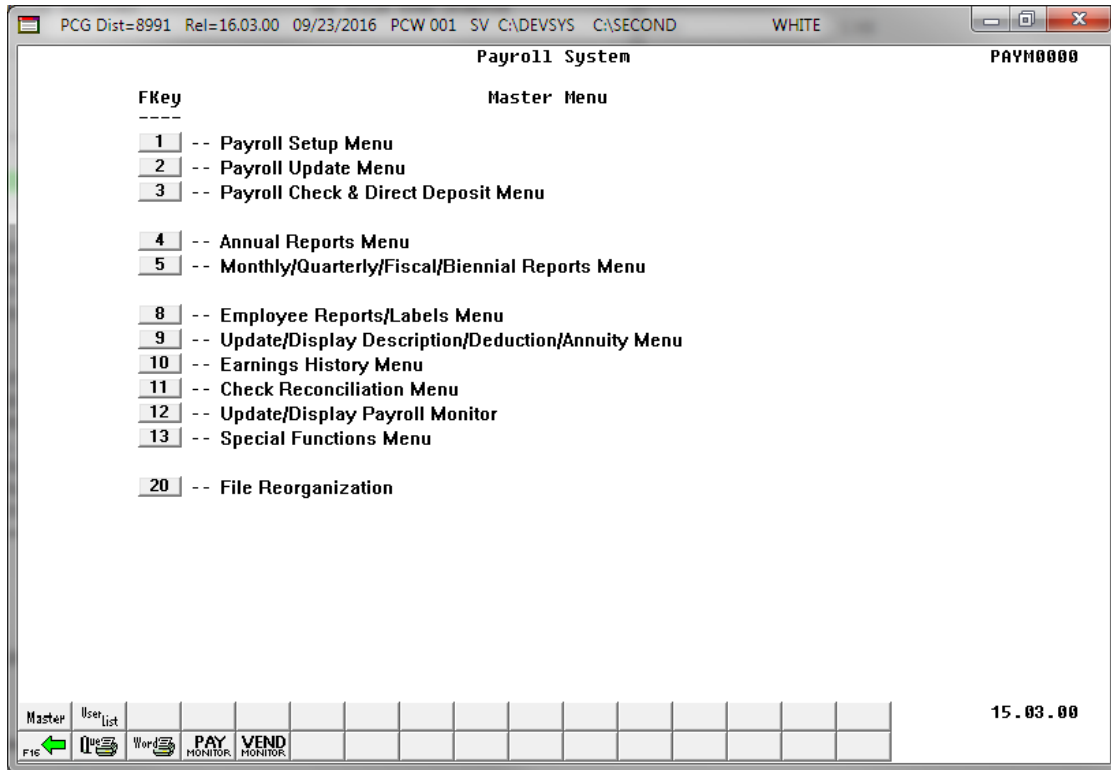 PCG Dist=8991 Rel=16.03.00 09/23/2016 PCW 001 SV C:\DEVSYS C:\SECOND WHITE
Payroll System PAYM0000
FKey Master Menu
----
1 -- Payroll Setup Menu
2 -- Payroll Update Menu
3 -- Payroll Check & Direct Deposit Menu
4 -- Annual Reports Menu
5 -- Monthly/Quarterly/Fiscal/Biennial Reports Menu
8 -- Employee Reports/Labels Menu
9 -- Update/Display Description/Deduction/Annuity Menu
10 -- Earnings History Menu
11 -- Check Reconciliation Menu
12 -- Update/Display Payroll Monitor
13 -- Special Functions Menu
20 -- File Reorganization
Master User List 15.03.00
F16 Que Word PAY MONITOR VEND MONITOR